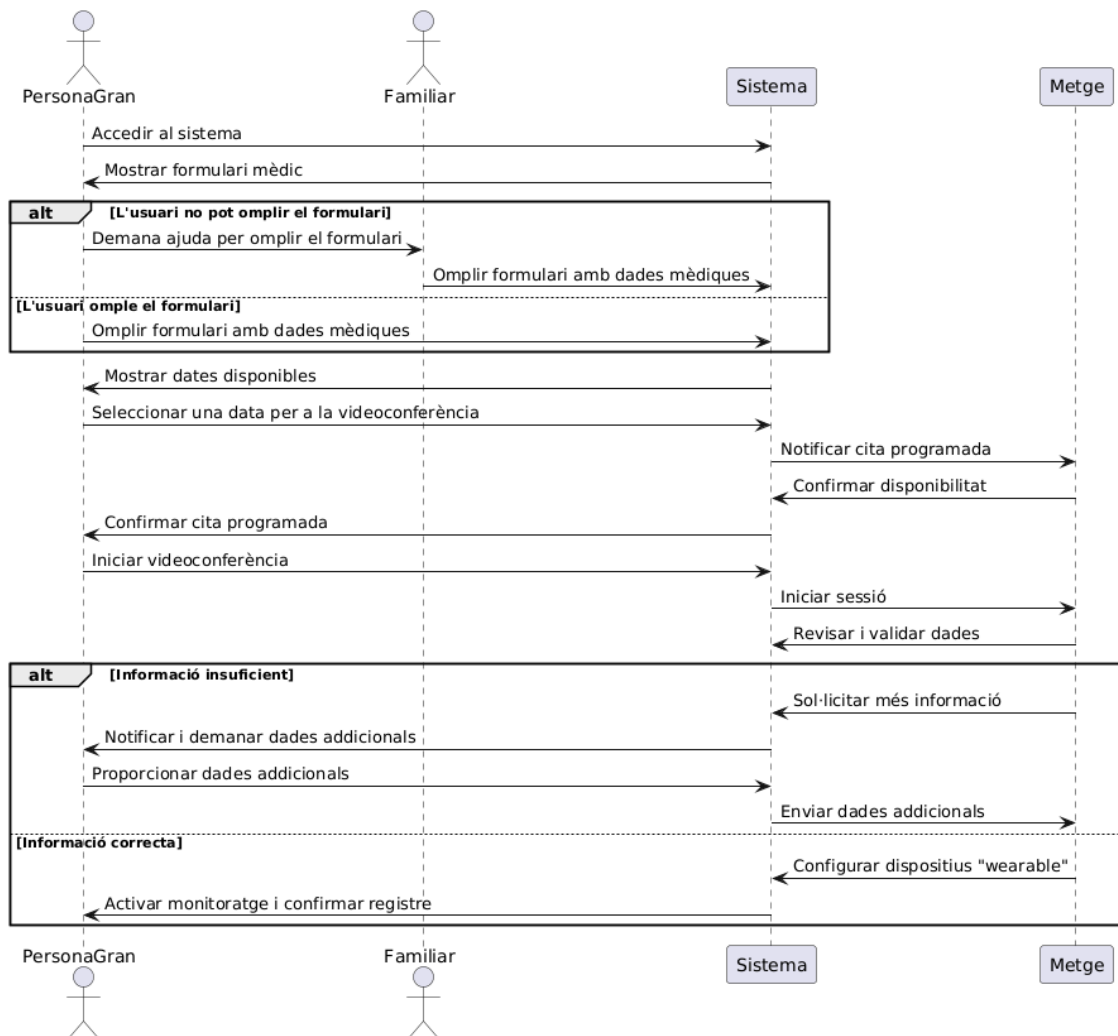 PersonaGran
Familiar
Sistema
Metge
Accedir al sistema
Mostrar formulari mèdic
alt
[L'usuari no pot omplir el formulari]
Demana ajuda per omplir el formulari
Omplir formulari amb dades mèdiques
[L'usuari omple el formulari]
Omplir formulari amb dades mèdiques
Mostrar dates disponibles
Seleccionar una data per a la videoconferència
Notificar cita programada
Confirmar disponibilitat
Confirmar cita programada
Iniciar videoconferència
Iniciar sessió
Revisar i validar dades
alt
[Informació insuficient]
Sol·licitar més informació
Notificar i demanar dades addicionals
Proporcionar dades addicionals
Enviar dades addicionals
[Informació correcta]
Configurar dispositius "wearable"
Activar monitoratge i confirmar registre
PersonaGran
Familiar
Sistema
Metge